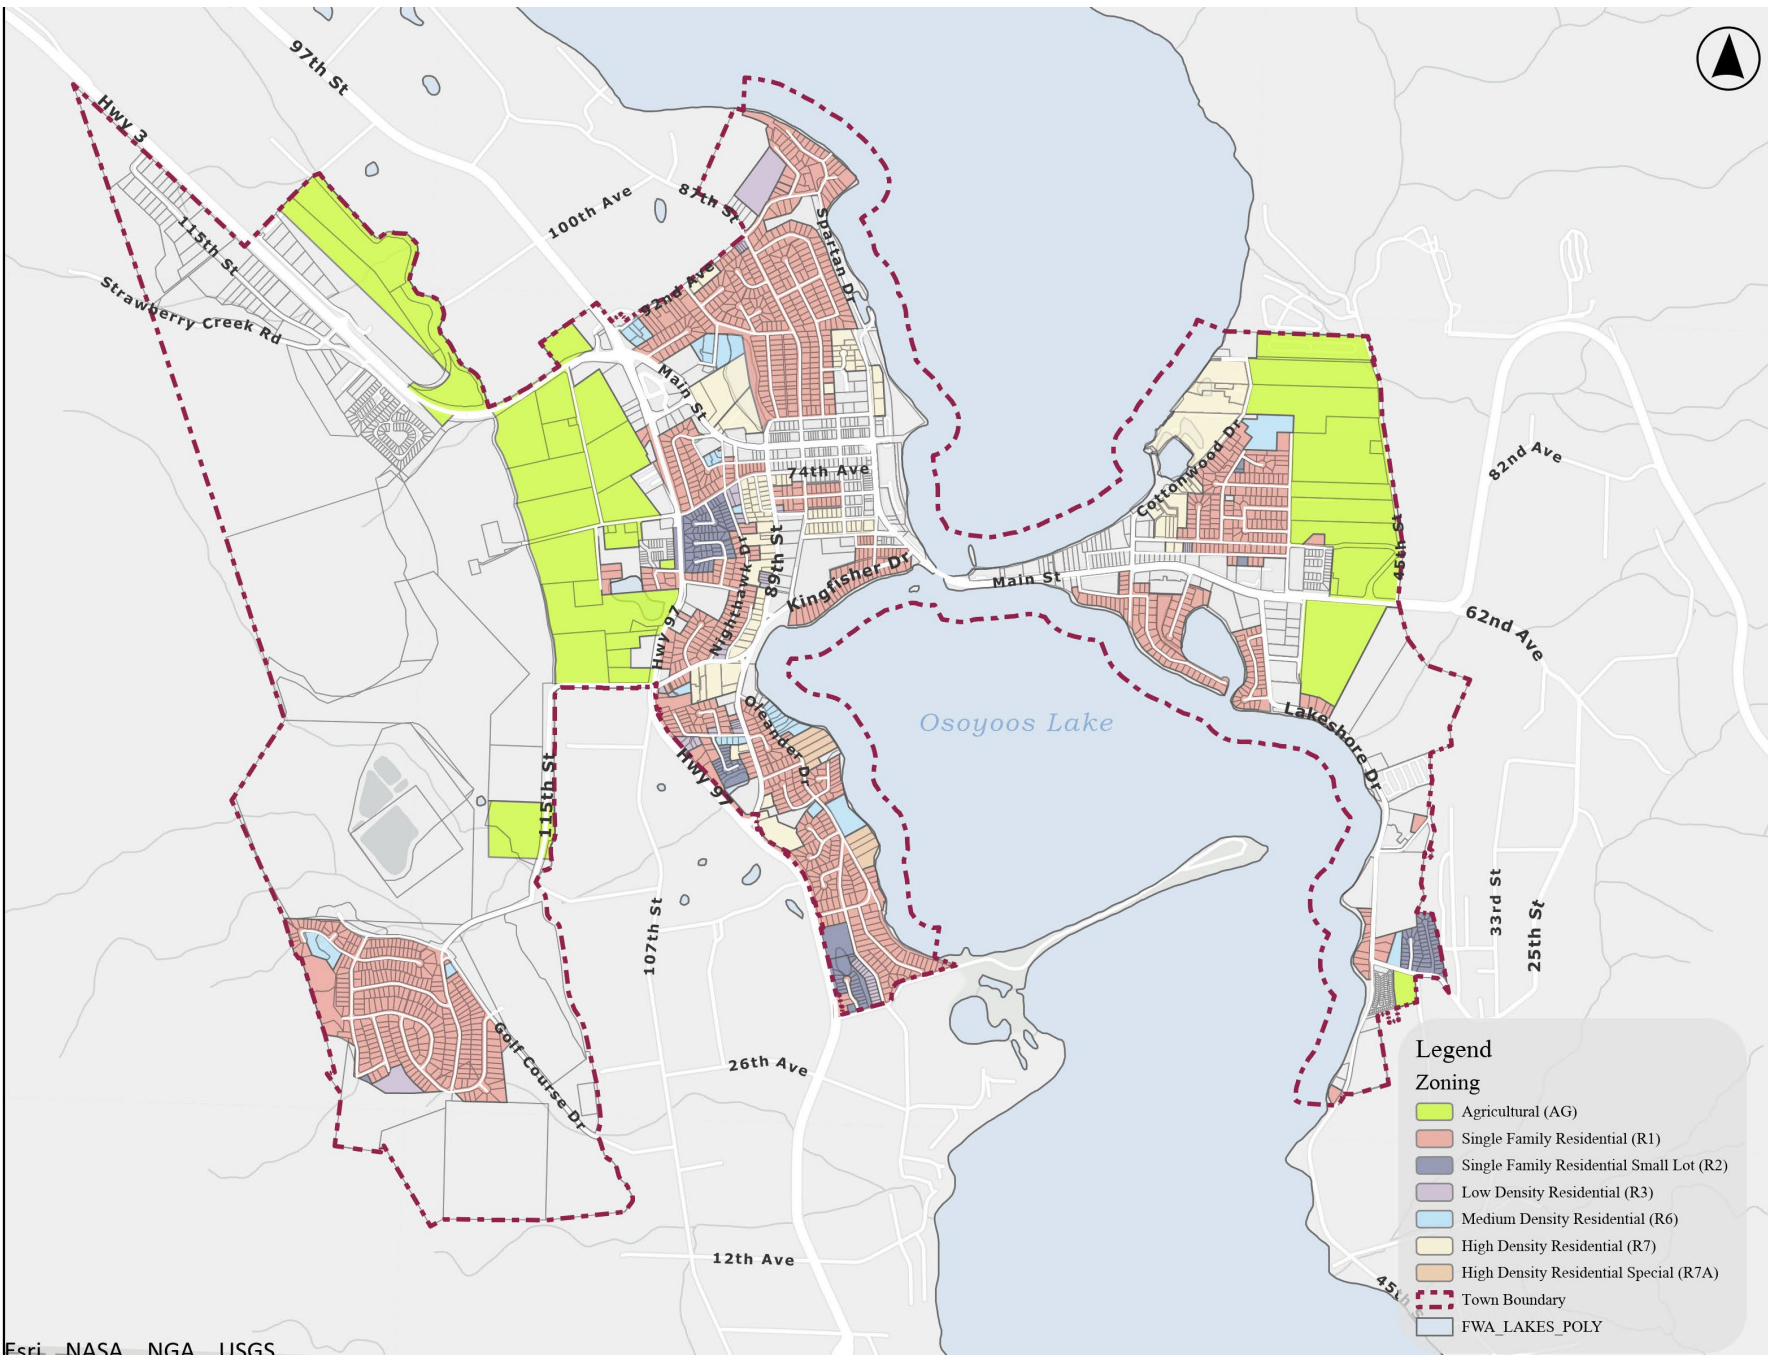 97th St
Hwy 3
87th St
100th Ave
115th St
Spartan Dr
92nd Ave
Strawberry Creek Rd
Main St
82nd Ave
Cottonwood Dr
74th Ave
45th St
89th St
Nighthawk Dr
Kingfisher Dr
Main St
62nd Ave
Hwy 97
Oleander Dr
Osoyoos Lake
Lakeshore Dr
Hwy 97
115th St
33rd St
25th St
107th St
Golf Course Dr
26th Ave
12th Ave
45th S
Legend
Zoning
Agricultural (AG)
Single Family Residential (R1)
Single Family Residential Small Lot (R2)
Low Density Residential (R3)
Medium Density Residential (R6)
High Density Residential (R7)
High Density Residential Special (R7A)
Town Boundary
FWA_LAKES_POLY
Esri, NASA, NGA, USGS